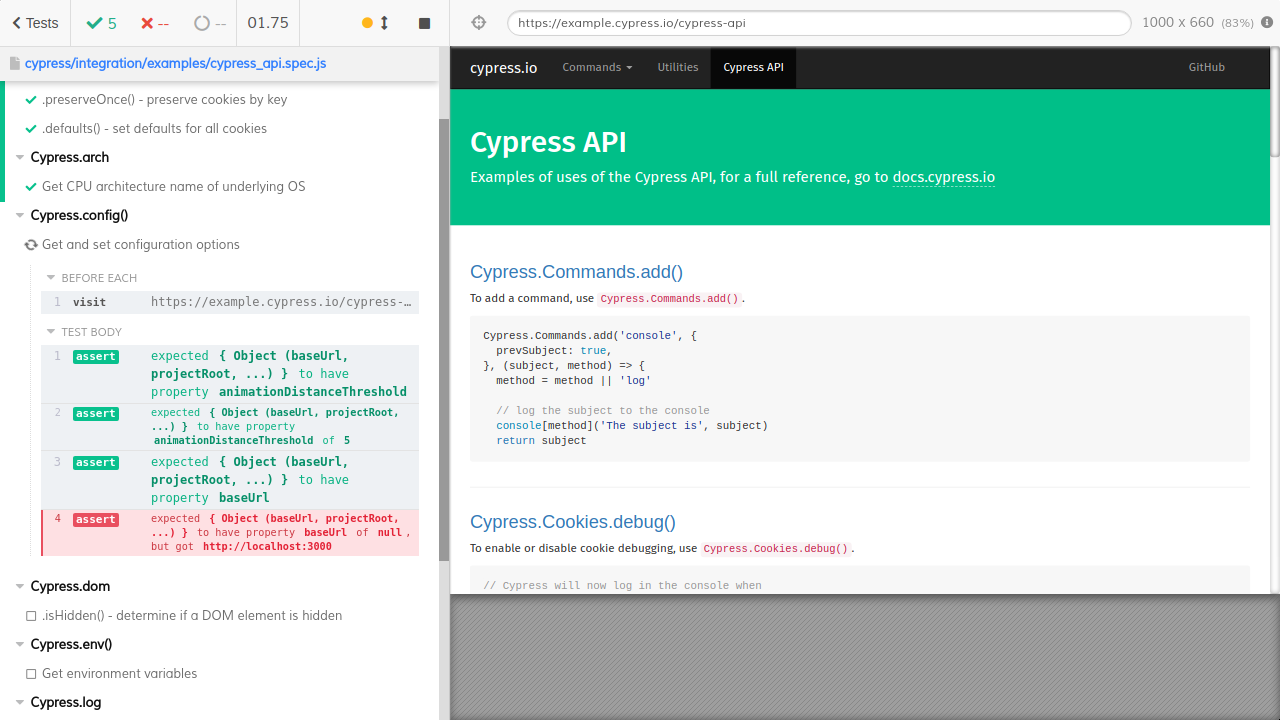 Tests
5
--
--
01.75
https://example.cypress.io/cypress-api
1000 x 660 (83%)
cypress/integration/examples/cypress_api.spec.js
.preserveOnce() - preserve cookies by key
.defaults() - set defaults for all cookies
Cypress.arch
Get CPU architecture name of underlying OS
Cypress.config()
Get and set configuration options
BEFORE EACH
1 visit https://example.cypress.io/cypress-…
TEST BODY
1 assert expected { Object (baseUrl,
projectRoot, ...) } to have
property animationDistanceThreshold
2 assert expected { Object (baseUrl, projectRoot,
...) } to have property
animationDistanceThreshold of 5
3 assert expected { Object (baseUrl,
projectRoot, ...) } to have
property baseUrl
4 assert expected { Object (baseUrl, projectRoot,
...) } to have property baseUrl of null,
but got http://localhost:3000
Cypress.dom
.isHidden() - determine if a DOM element is hidden
Cypress.env()
Get environment variables
Cypress.log
cypress.io Commands Utilities Cypress API GitHub
Cypress API
Examples of uses of the Cypress API, for a full reference, go to docs.cypress.io
Cypress.Commands.add()
To add a command, use Cypress.Commands.add().
Cypress.Commands.add('console', {
prevSubject: true,
}, (subject, method) => {
method = method || 'log'
// log the subject to the console
console[method]('The subject is', subject)
return subject
Cypress.Cookies.debug()
To enable or disable cookie debugging, use Cypress.Cookies.debug().
// Cypress will now log in the console when